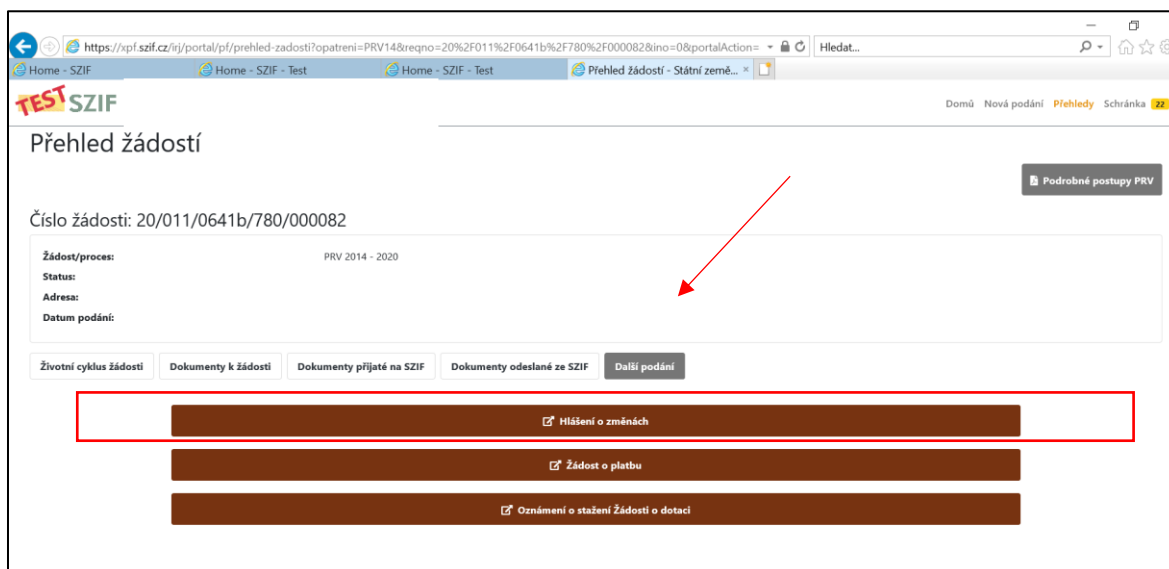 https://xpf.szif.cz/irj/portal/pf/prehled-zadosti?opatreni=PRV14&reqno=20%2F011%2F0641b%2F780%2F000082&ino=0&portalAction= Hledat...
Home - SZIF Home - SZIF - Test Home - SZIF - Test Přehled žádostí - Státní země...
TEST SZIF Domů Nová podání Přehledy Schránka 22
Přehled žádostí
Podrobné postupy PRV
Číslo žádosti: 20/011/0641b/780/000082
Žádost/proces: PRV 2014 - 2020
Status:
Adresa:
Datum podání:
Životní cyklus žádosti Dokumenty k žádosti Dokumenty přijaté na SZIF Dokumenty odeslané ze SZIF Další podání
Hlášení o změnách
Žádost o platbu
Oznámení o stažení Žádosti o dotaci